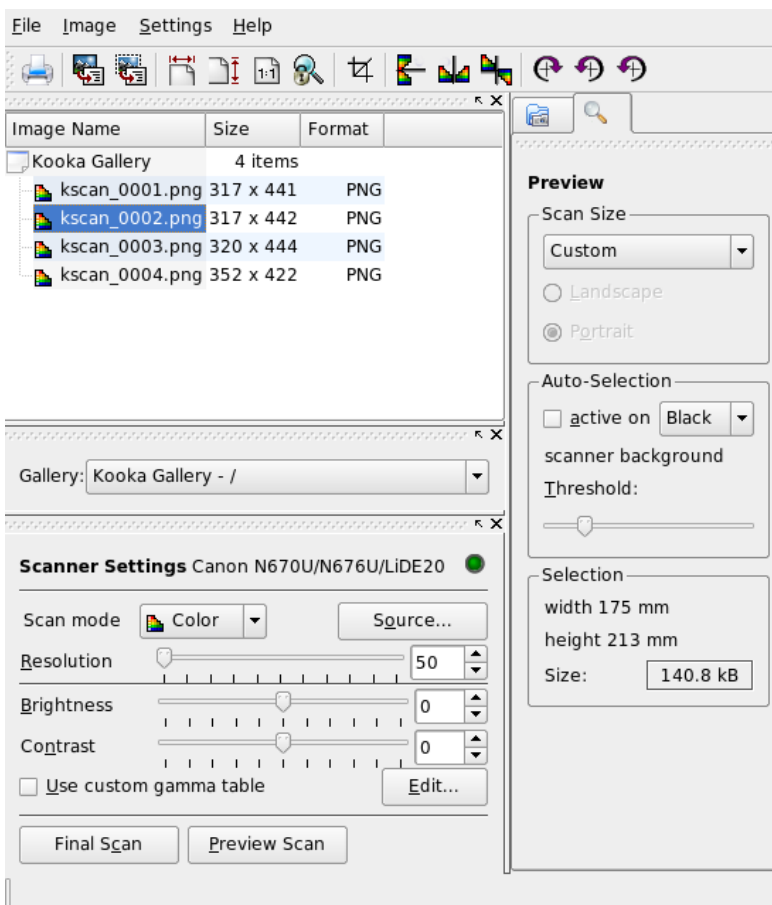 File Image Settings Help
1:1
Image Name Size Format
Kooka Gallery 4 items
kscan_0001.png 317 x 441 PNG
kscan_0002.png 317 x 442 PNG
kscan_0003.png 320 x 444 PNG
kscan_0004.png 352 x 422 PNG
Gallery: Kooka Gallery - /
Scanner Settings Canon N670U/N676U/LiDE20
Scan mode Color Source...
Resolution 50
Brightness 0
Contrast 0
Use custom gamma table Edit...
Final Scan Preview Scan
Preview
Scan Size
Custom
Landscape
Portrait
Auto-Selection
active on Black
scanner background
Threshold:
Selection
width 175 mm
height 213 mm
Size: 140.8 kB